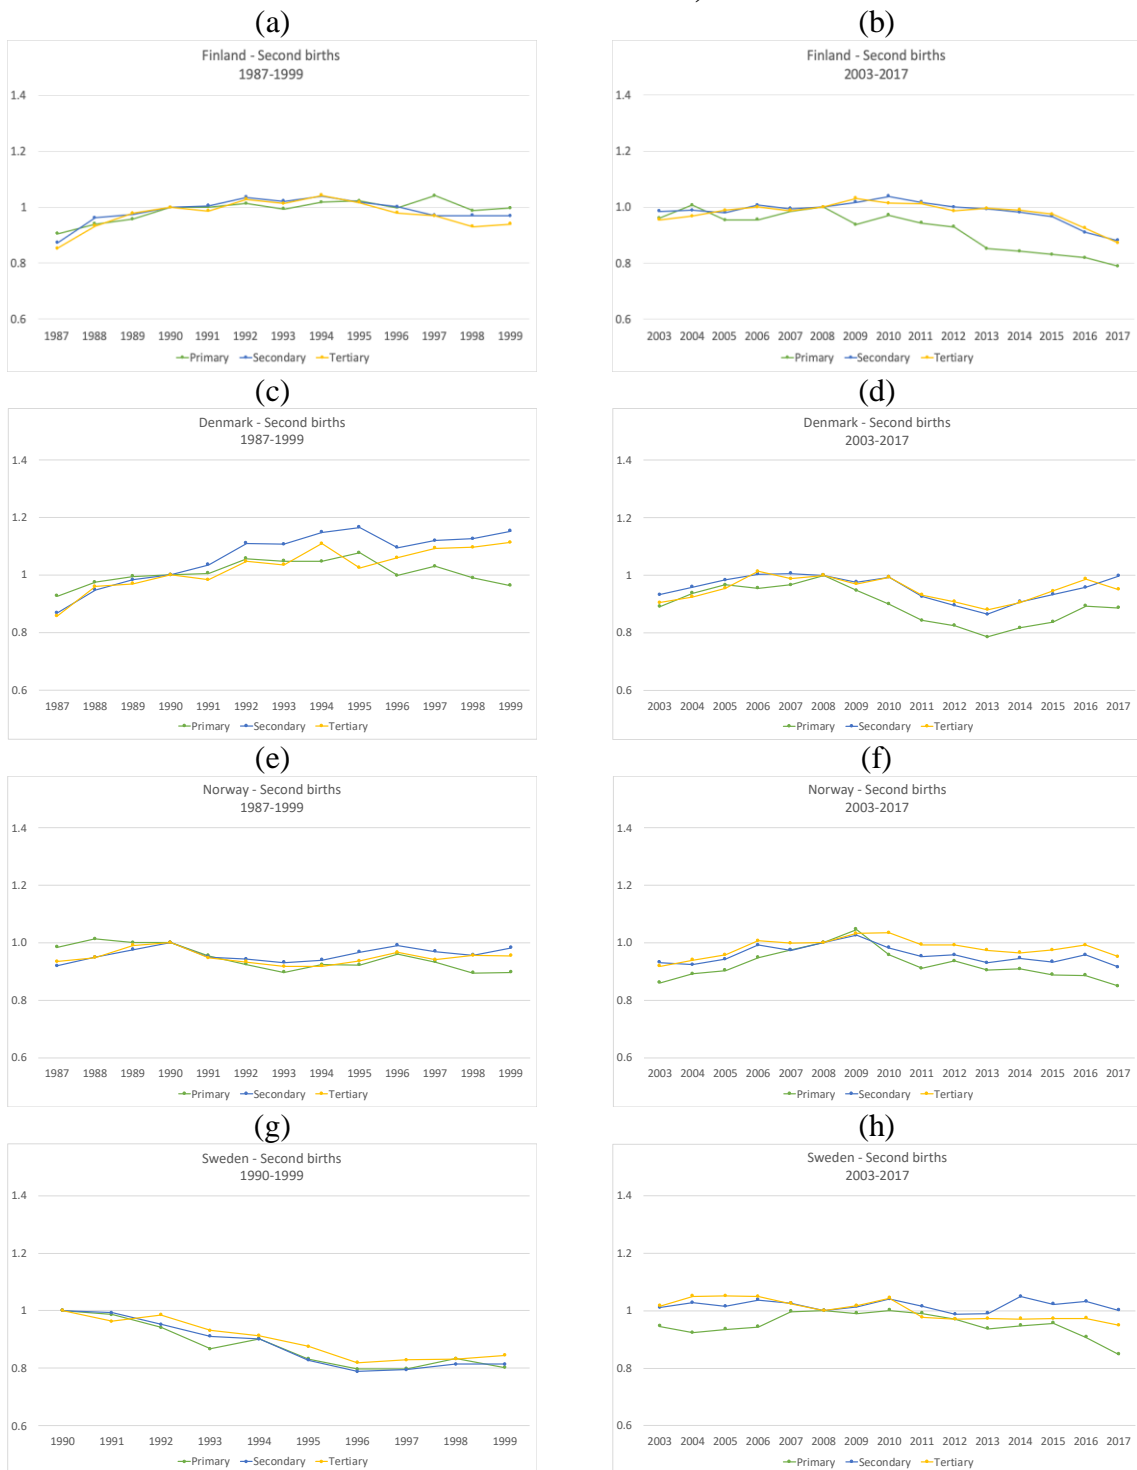 (a)
Finland - Second births
1987-1999
1.4
1.2
1.0
0.8
0.6
1987 1988 1989 1990 1991 1992 1993 1994 1995 1996 1997 1998 1999
Primary Secondary Tertiary
(b)
Finland - Second births
2003-2017
1.4
1.2
1.0
0.8
0.6
2003 2004 2005 2006 2007 2008 2009 2010 2011 2012 2013 2014 2015 2016 2017
Primary Secondary Tertiary
(c)
Denmark - Second births
1987-1999
1.4
1.2
1
0.8
0.6
1987 1988 1989 1990 1991 1992 1993 1994 1995 1996 1997 1998 1999
Primary Secondary Tertiary
(d)
Denmark - Second births
2003-2017
1.4
1.2
1
0.8
0.6
2003 2004 2005 2006 2007 2008 2009 2010 2011 2012 2013 2014 2015 2016 2017
Primary Secondary Tertiary
(e)
Norway - Second births
1987-1999
1.4
1.2
1.0
0.8
0.6
1987 1988 1989 1990 1991 1992 1993 1994 1995 1996 1997 1998 1999
Primary Secondary Tertiary
(f)
Norway - Second births
2003-2017
1.4
1.2
1.0
0.8
0.6
2003 2004 2005 2006 2007 2008 2009 2010 2011 2012 2013 2014 2015 2016 2017
Primary Secondary Tertiary
(g)
Sweden - Second births
1990-1999
1.4
1.2
1
0.8
0.6
1990 1991 1992 1993 1994 1995 1996 1997 1998 1999
Primary Secondary Tertiary
(h)
Sweden - Second births
2003-2017
1.4
1.2
1
0.8
0.6
2003 2004 2005 2006 2007 2008 2009 2010 2011 2012 2013 2014 2015 2016 2017
Primary Secondary Tertiary